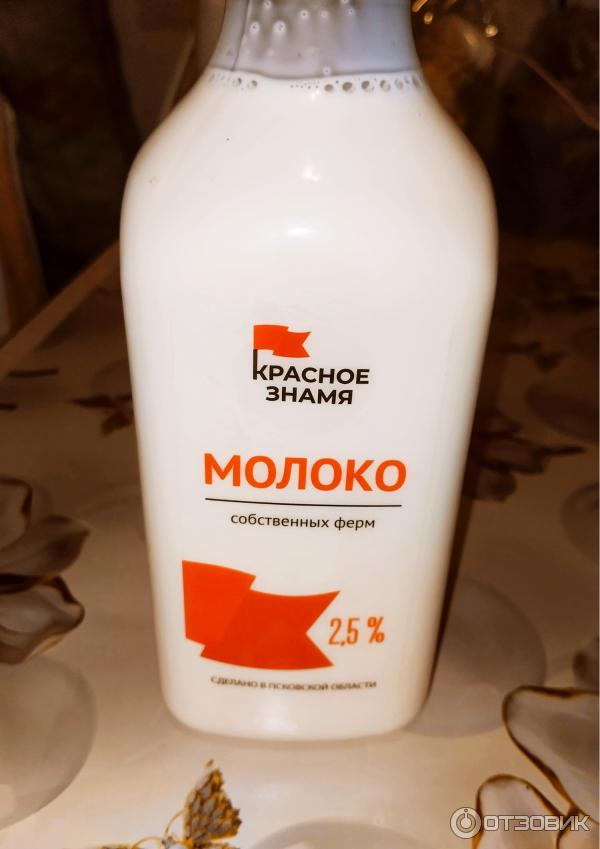 КРАСНОЕ
ЗНАМЯ
МОЛОКО
собственных ферм
2,5 %
СДЕЛАНО В ПСКОВСКОЙ ОБЛАСТИ
ОТЗОВИК